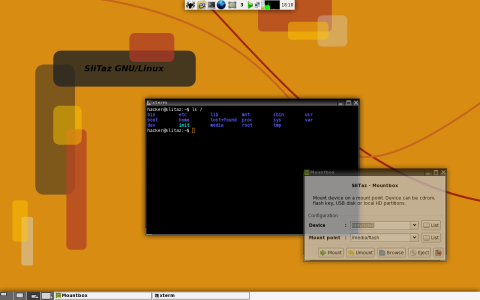 18:18
SliTaz GNU/Linux
xterm
hacker@slitaz:~$ ls /
bin etc lib mnt sbin usr
boot home lost+found proc sys var
dev init media root tmp
hacker@slitaz:~$
Mountbox
SliTaz - Mountbox
Mount device on a mount point. Device can be cdrom,
flash key, USB disk or local HD partitions.
Configuration
Device : List
Mount point : /media/flash List
Mount Umount Browse Eject
Mountbox xterm